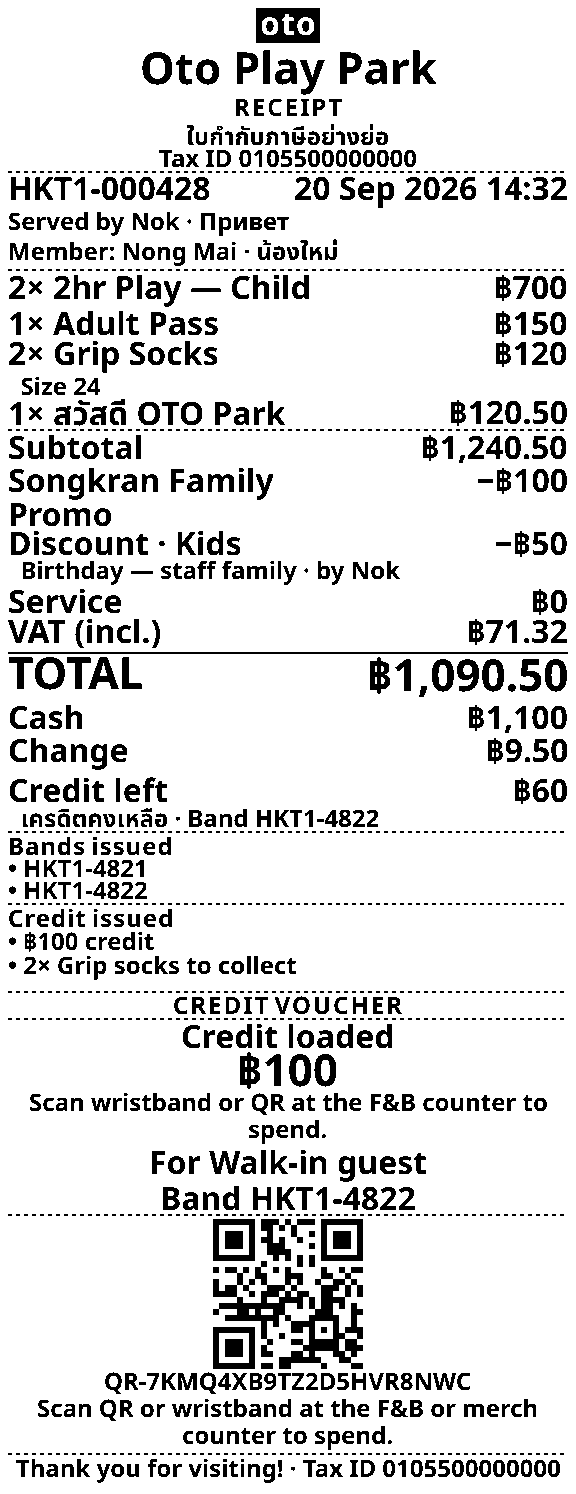 oto
Oto Play Park
RECEIPT
ใบกำกับภาษีอย่างย่อ
Tax ID 0105500000000
HKT1-000428 20 Sep 2026 14:32
Served by Nok · Привет
Member: Nong Mai · น้องใหม่
2× 2hr Play — Child ฿700
1× Adult Pass ฿150
2× Grip Socks ฿120
Size 24
1× สวัสดี OTO Park ฿120.50
Subtotal ฿1,240.50
Songkran Family −฿100
Promo
Discount · Kids −฿50
Birthday — staff family · by Nok
Service ฿0
VAT (incl.) ฿71.32
TOTAL ฿1,090.50
Cash ฿1,100
Change ฿9.50
Credit left ฿60
เครดิตคงเหลือ · Band HKT1-4822
Bands issued
• HKT1-4821
• HKT1-4822
Credit issued
• ฿100 credit
• 2× Grip socks to collect
CREDIT VOUCHER
Credit loaded
฿100
Scan wristband or QR at the F&B counter to
spend.
For Walk-in guest
Band HKT1-4822
QR-7KMQ4XB9TZ2D5HVR8NWC
Scan QR or wristband at the F&B or merch
counter to spend.
Thank you for visiting! · Tax ID 0105500000000